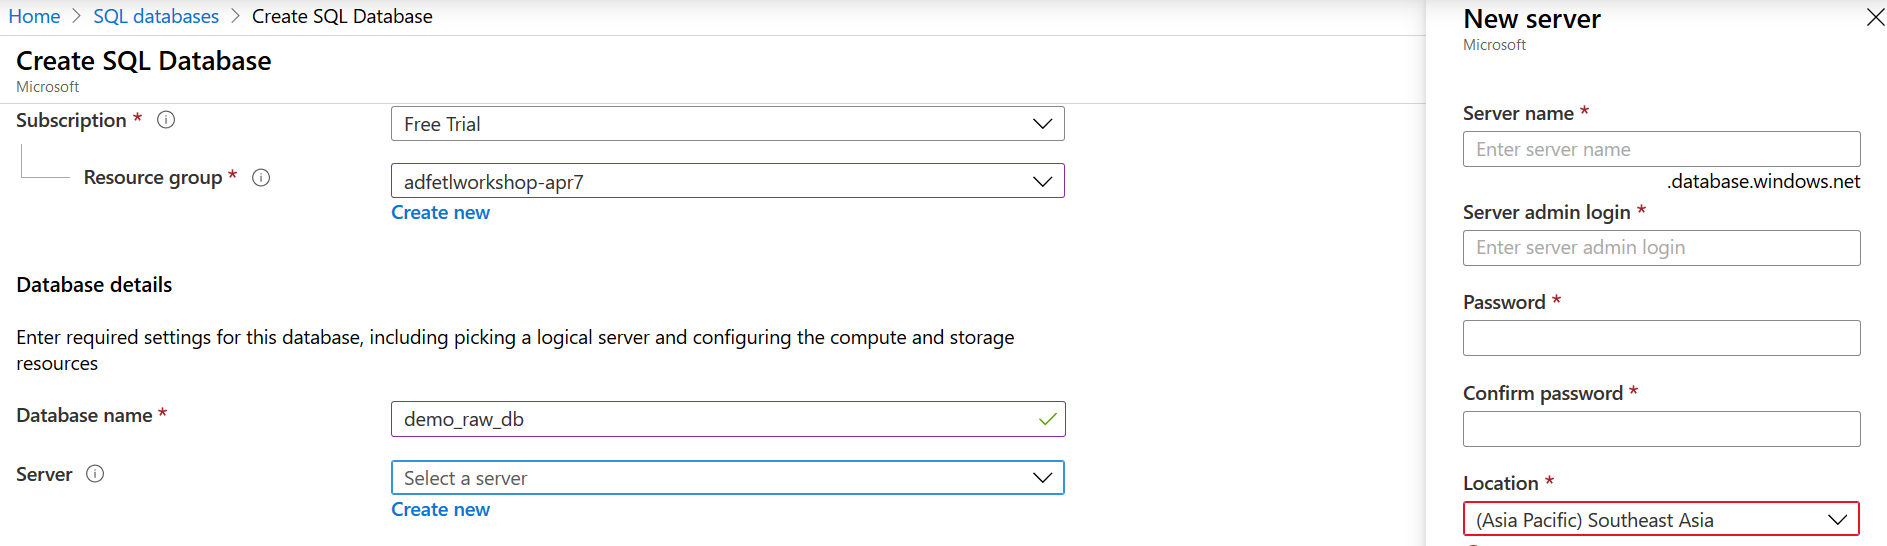 Home > SQL databases > Create SQL Database
Create SQL Database
Microsoft
Subscription *
Free Trial
Resource group *
adfetlworkshop-apr7
Create new
Database details
Enter required settings for this database, including picking a logical server and configuring the compute and storage
resources
Database name *
demo_raw_db
Server
Select a server
Create new
New server
Microsoft
Server name *
Enter server name
.database.windows.net
Server admin login *
Enter server admin login
Password *
Confirm password *
Location *
(Asia Pacific) Southeast Asia